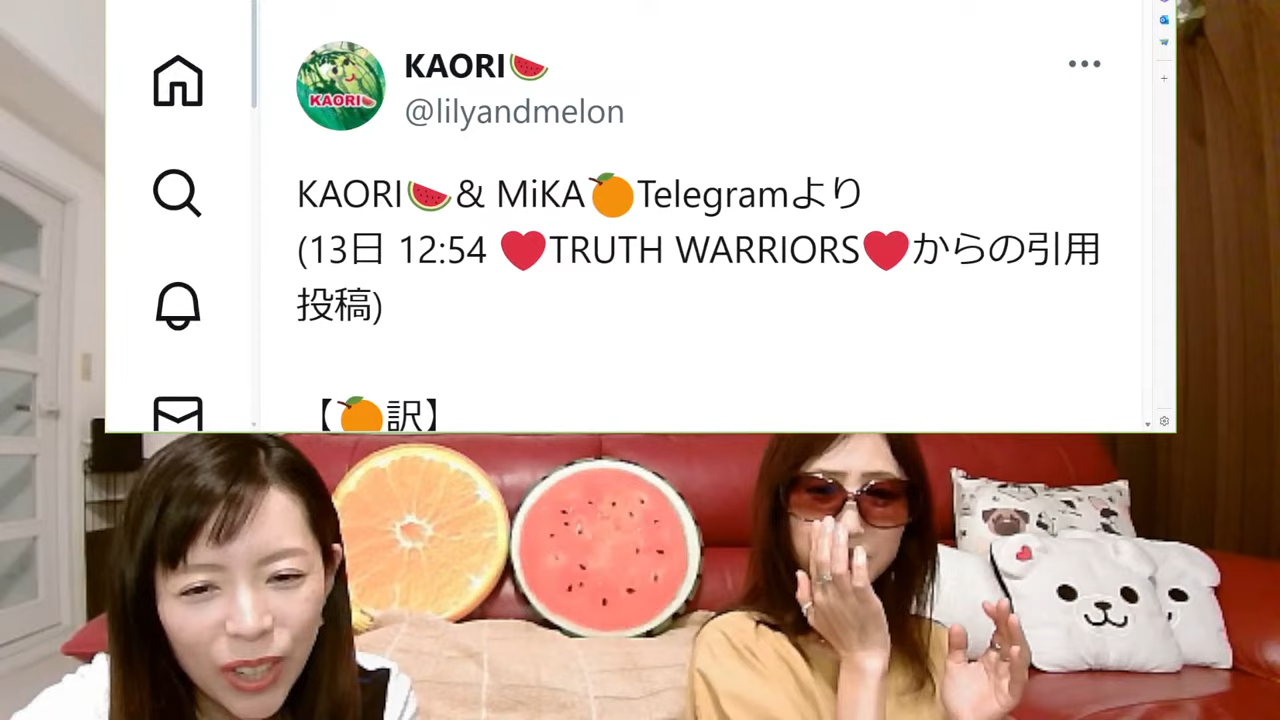 KAORI🍉
@lilyandmelon
KAORI🍉
KAORI🍉& MiKA🍊Telegramより
(13日 12:54 ❤️TRUTH WARRIORS❤️からの引用
投稿)
【🍊訳】